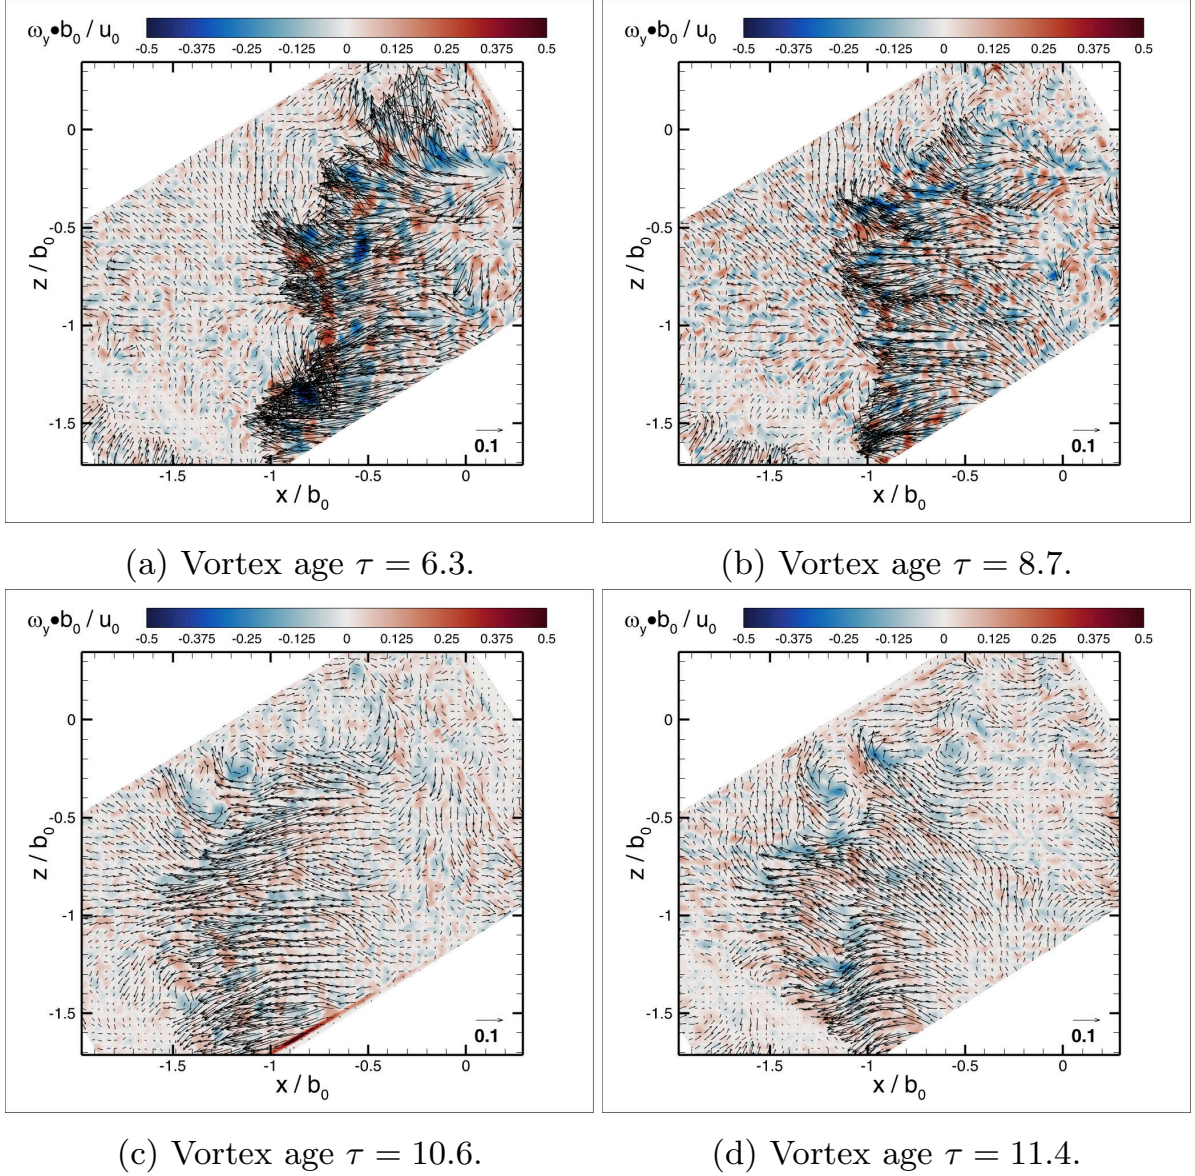 ω_y•b_0 / u_0
-0.5 -0.375 -0.25 -0.125 0 0.125 0.25 0.375 0.5
z / b_0
0
-0.5
-1
-1.5
0.1
-1.5 -1 -0.5 0
x / b_0
(a) Vortex age τ = 6.3.
ω_y•b_0 / u_0
-0.5 -0.375 -0.25 -0.125 0 0.125 0.25 0.375 0.5
z / b_0
0
-0.5
-1
-1.5
0.1
-1.5 -1 -0.5 0
x / b_0
(b) Vortex age τ = 8.7.
ω_y•b_0 / u_0
-0.5 -0.375 -0.25 -0.125 0 0.125 0.25 0.375 0.5
z / b_0
0
-0.5
-1
-1.5
0.1
-1.5 -1 -0.5 0
x / b_0
(c) Vortex age τ = 10.6.
ω_y•b_0 / u_0
-0.5 -0.375 -0.25 -0.125 0 0.125 0.25 0.375 0.5
z / b_0
0
-0.5
-1
-1.5
0.1
-1.5 -1 -0.5 0
x / b_0
(d) Vortex age τ = 11.4.